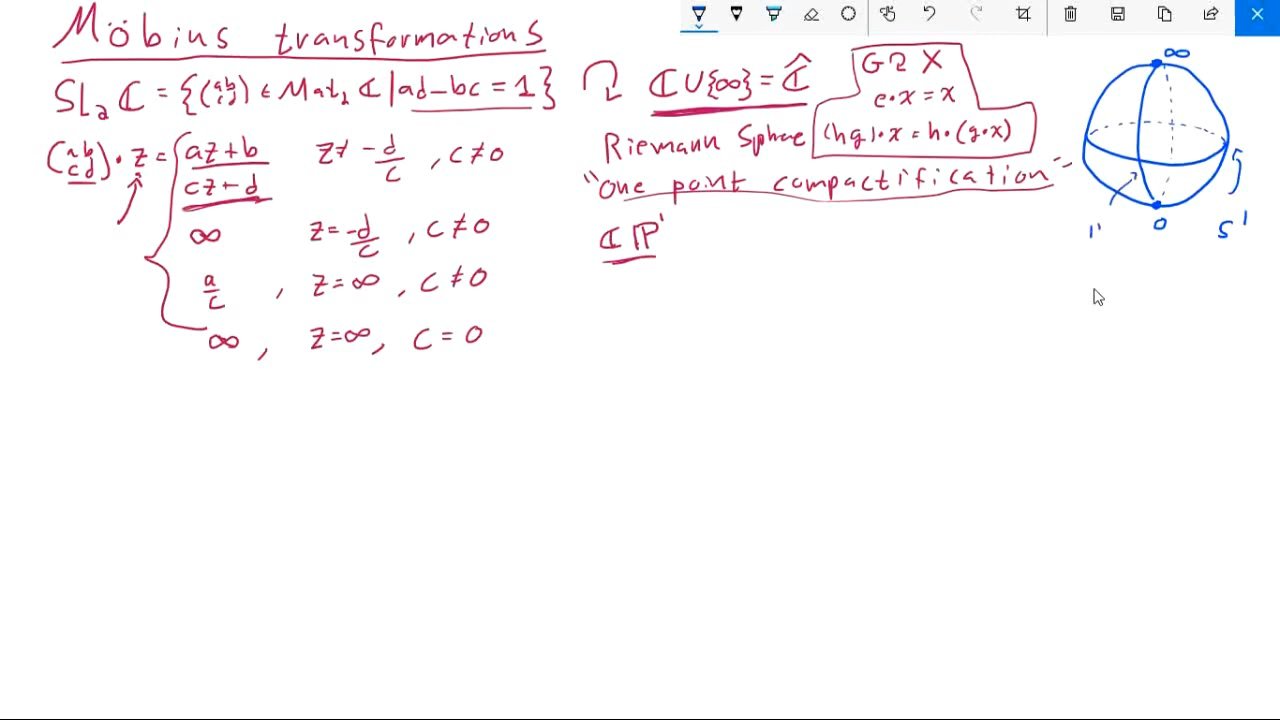 Möbius transformations
SL₂ ℂ = {(a b c d) ∈ Mat₂ ℂ | ad - bc = 1} ↷ ℂ ∪ {∞} = ℂ̂
G ↷ X
e · x = x
(hg) · x = h · (g · x)
Riemann Sphere
"One point compactification"
ℂℙ¹
(a b c d) · z = { (az + b)/(cz + d) z ≠ -d/c , c ≠ 0
∞ z = -d/c , c ≠ 0
a/c , z = ∞ , c ≠ 0
∞ , z = ∞ , c = 0
∞
0
S¹